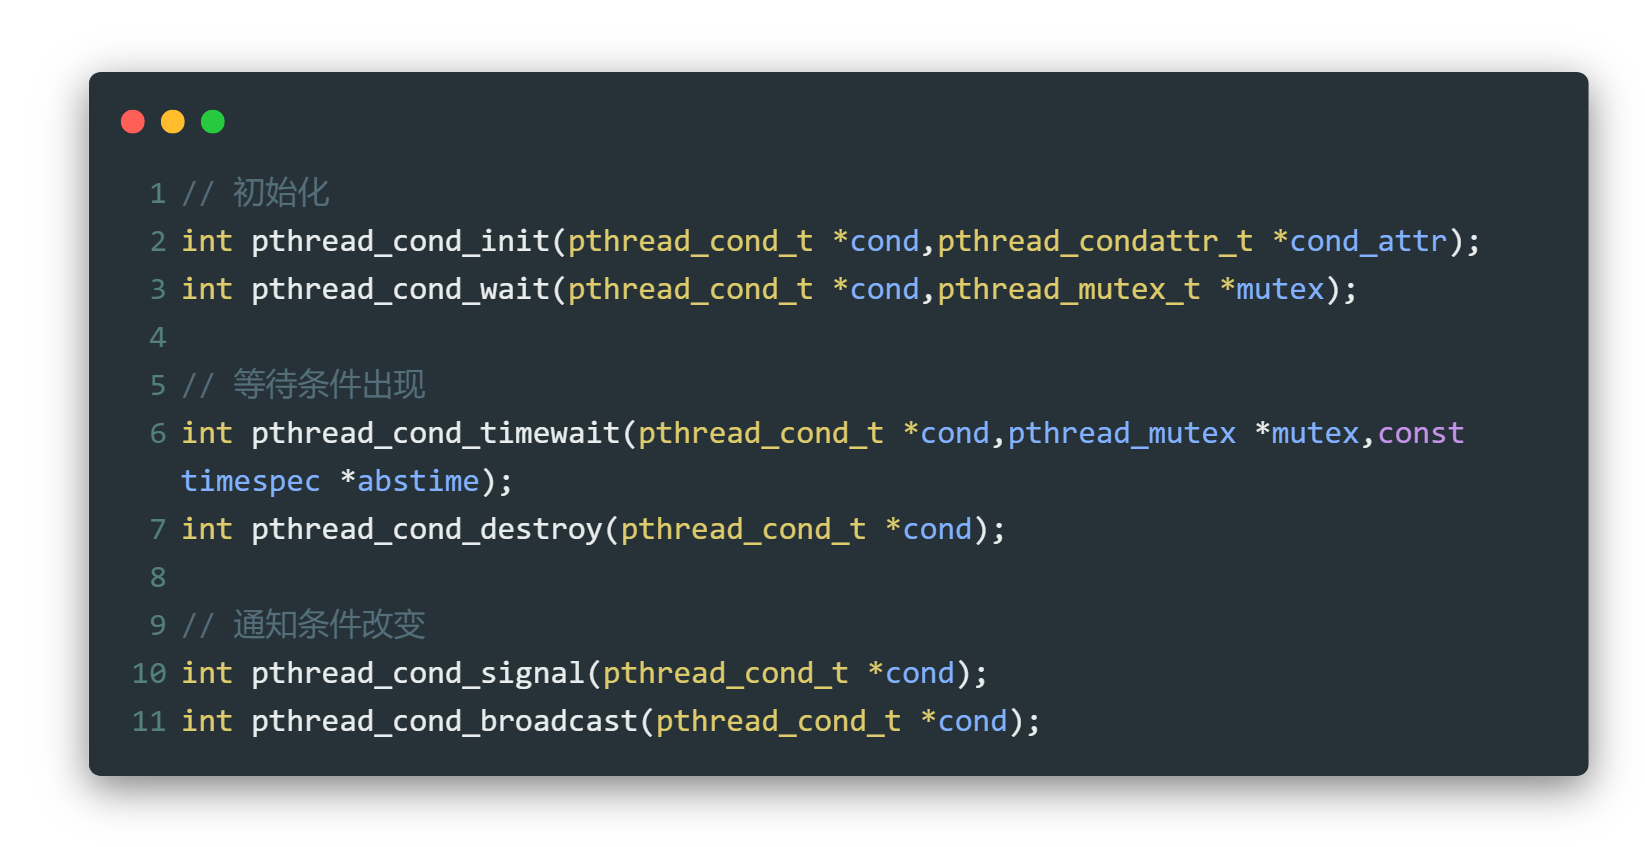 1 // 初始化
2 int pthread_cond_init(pthread_cond_t *cond,pthread_condattr_t *cond_attr);
3 int pthread_cond_wait(pthread_cond_t *cond,pthread_mutex_t *mutex);
4
5 // 等待条件出现
6 int pthread_cond_timewait(pthread_cond_t *cond,pthread_mutex *mutex,const
timespec *abstime);
7 int pthread_cond_destroy(pthread_cond_t *cond);
8
9 // 通知条件改变
10 int pthread_cond_signal(pthread_cond_t *cond);
11 int pthread_cond_broadcast(pthread_cond_t *cond);